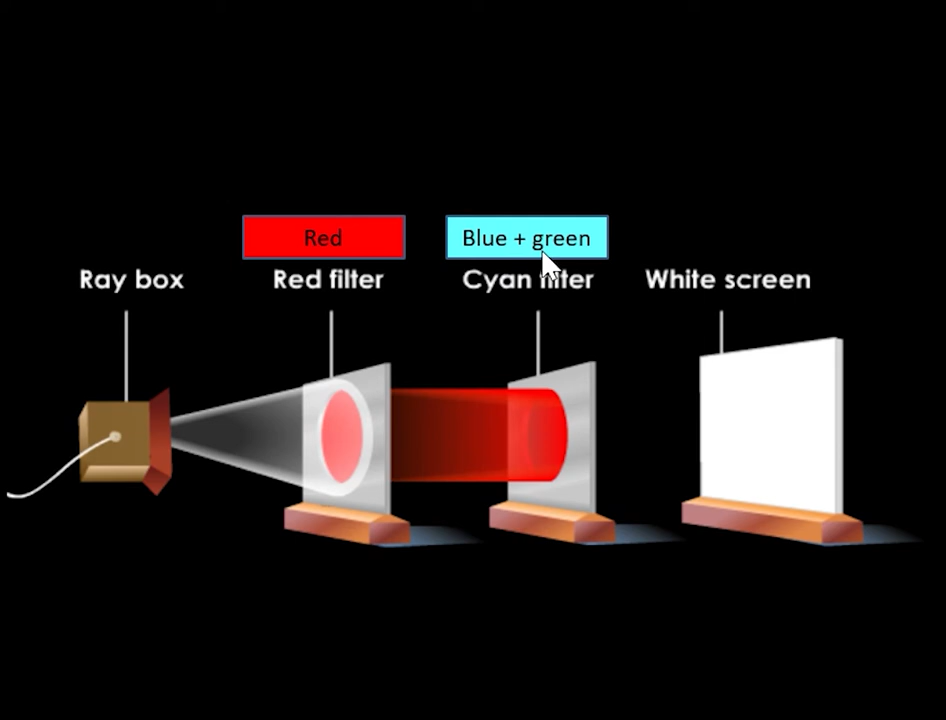 Red
Blue + green
Ray box
Red filter
Cyan filter
White screen